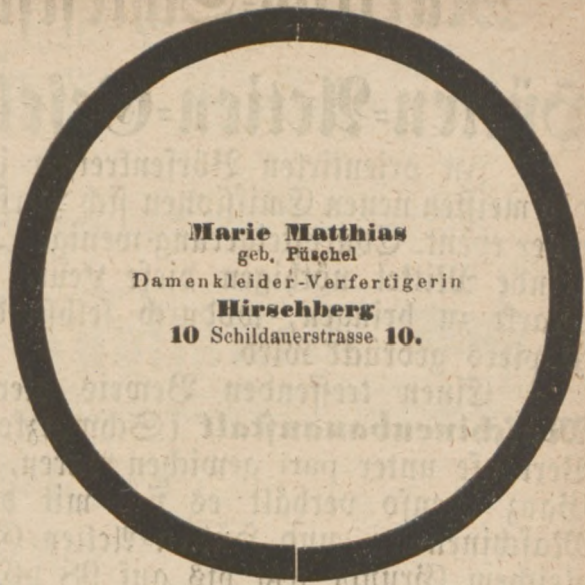 Marie Matthias
geb. Püschel
Damenkleider-Verfertigerin
Hirschberg
10 Schildauerstrasse 10.